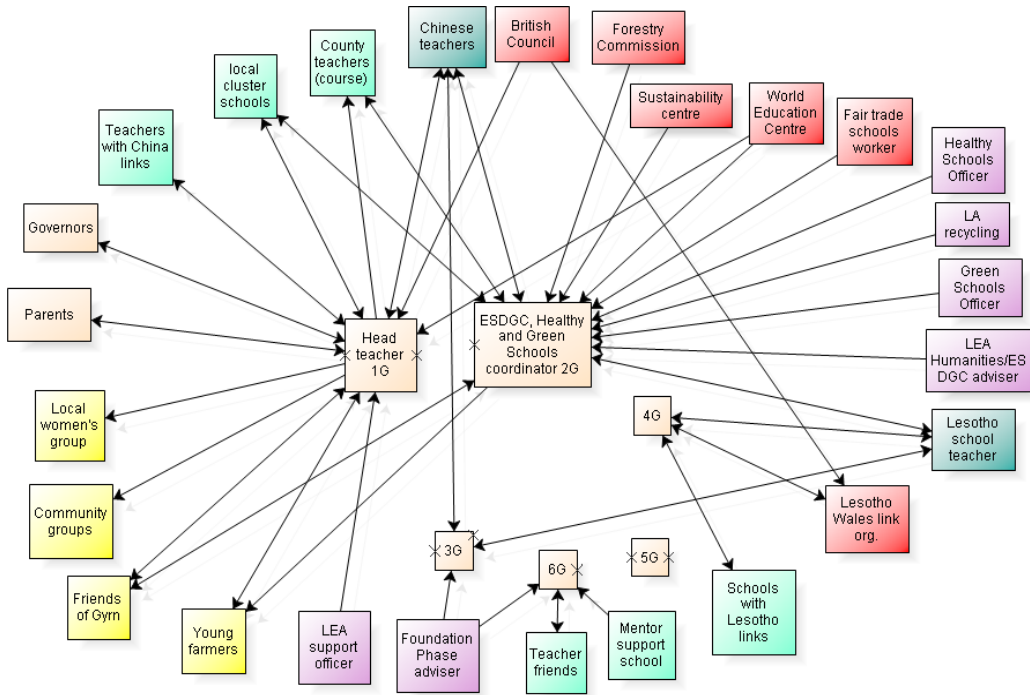 Chinese
teachers
British
Council
Forestry
Commission
County
teachers
(course)
local
cluster
schools
Sustainability
centre
World
Education
Centre
Fair trade
schools
worker
Healthy
Schools
Officer
Teachers
with China
links
LA
recycling
Governors
Green
Schools
Officer
Parents
Head
teacher
1G
ESDGC, Healthy
and Green
Schools
coordinator 2G
LEA
Humanities/ES
DGC adviser
Local
women's
group
4G
Lesotho
school
teacher
Community
groups
Lesotho
Wales link
org.
3G
6G
5G
Friends
of Gyrn
Young
farmers
LEA
support
officer
Foundation
Phase
adviser
Teacher
friends
Mentor
support
school
Schools
with
Lesotho
links